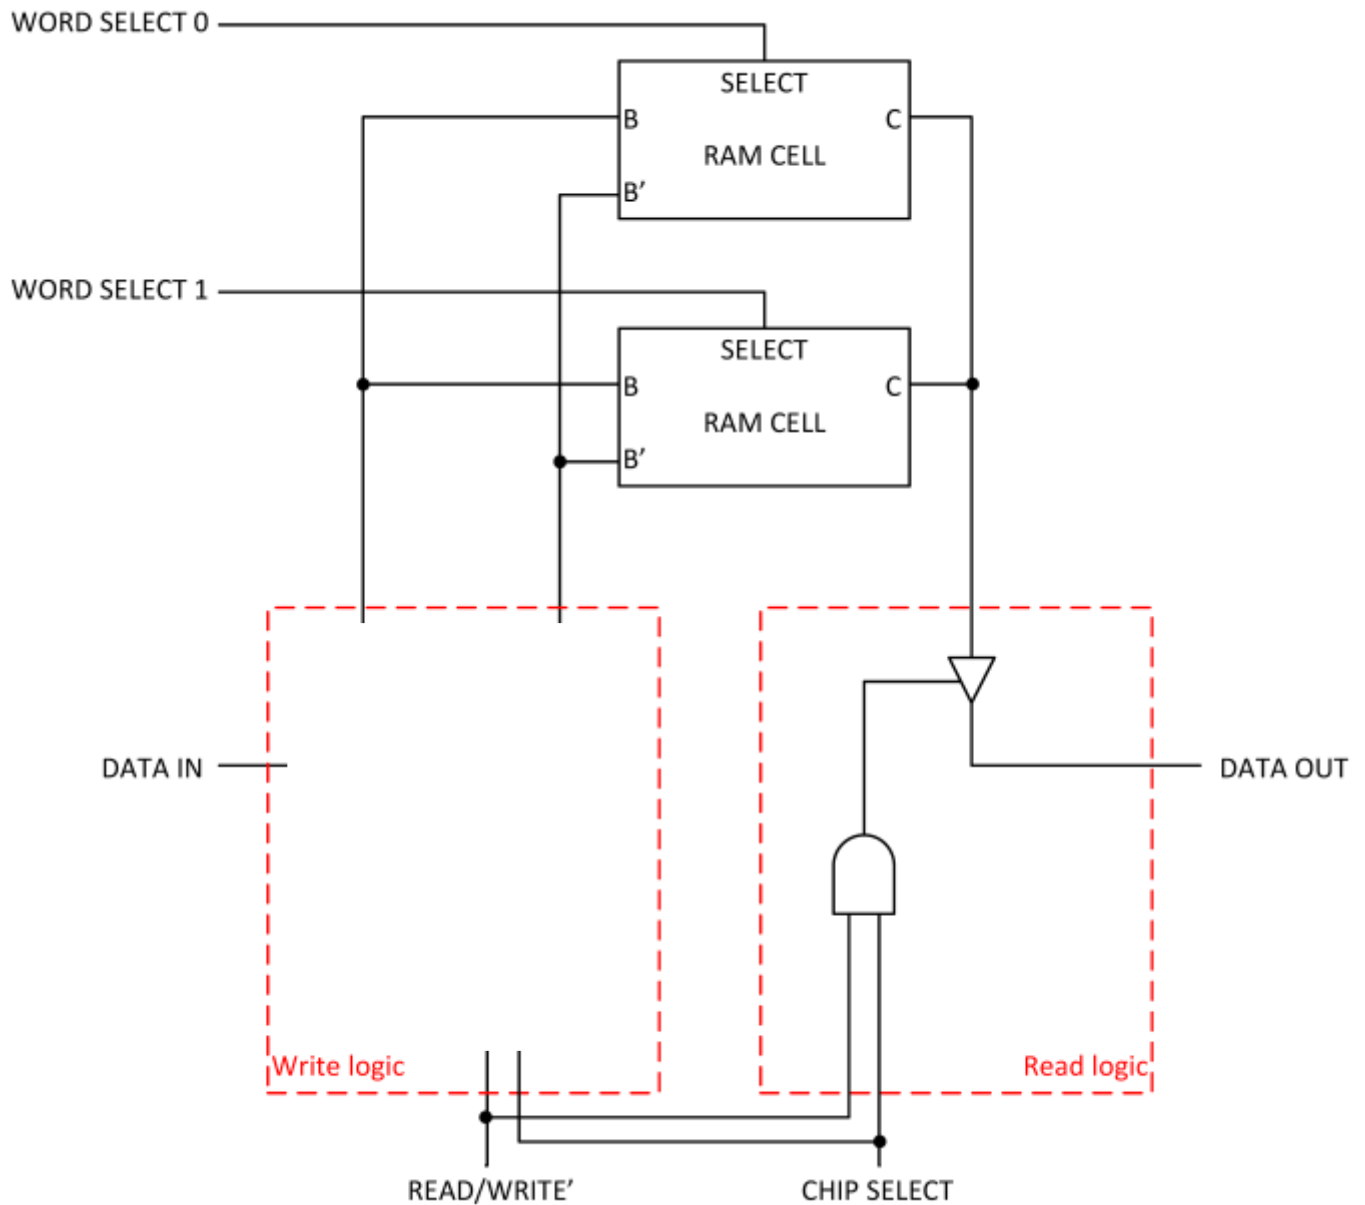 WORD SELECT 0
SELECT
B
C
RAM CELL
B’
WORD SELECT 1
SELECT
B
C
RAM CELL
B’
DATA IN
DATA OUT
Write logic
Read logic
READ/WRITE’
CHIP SELECT